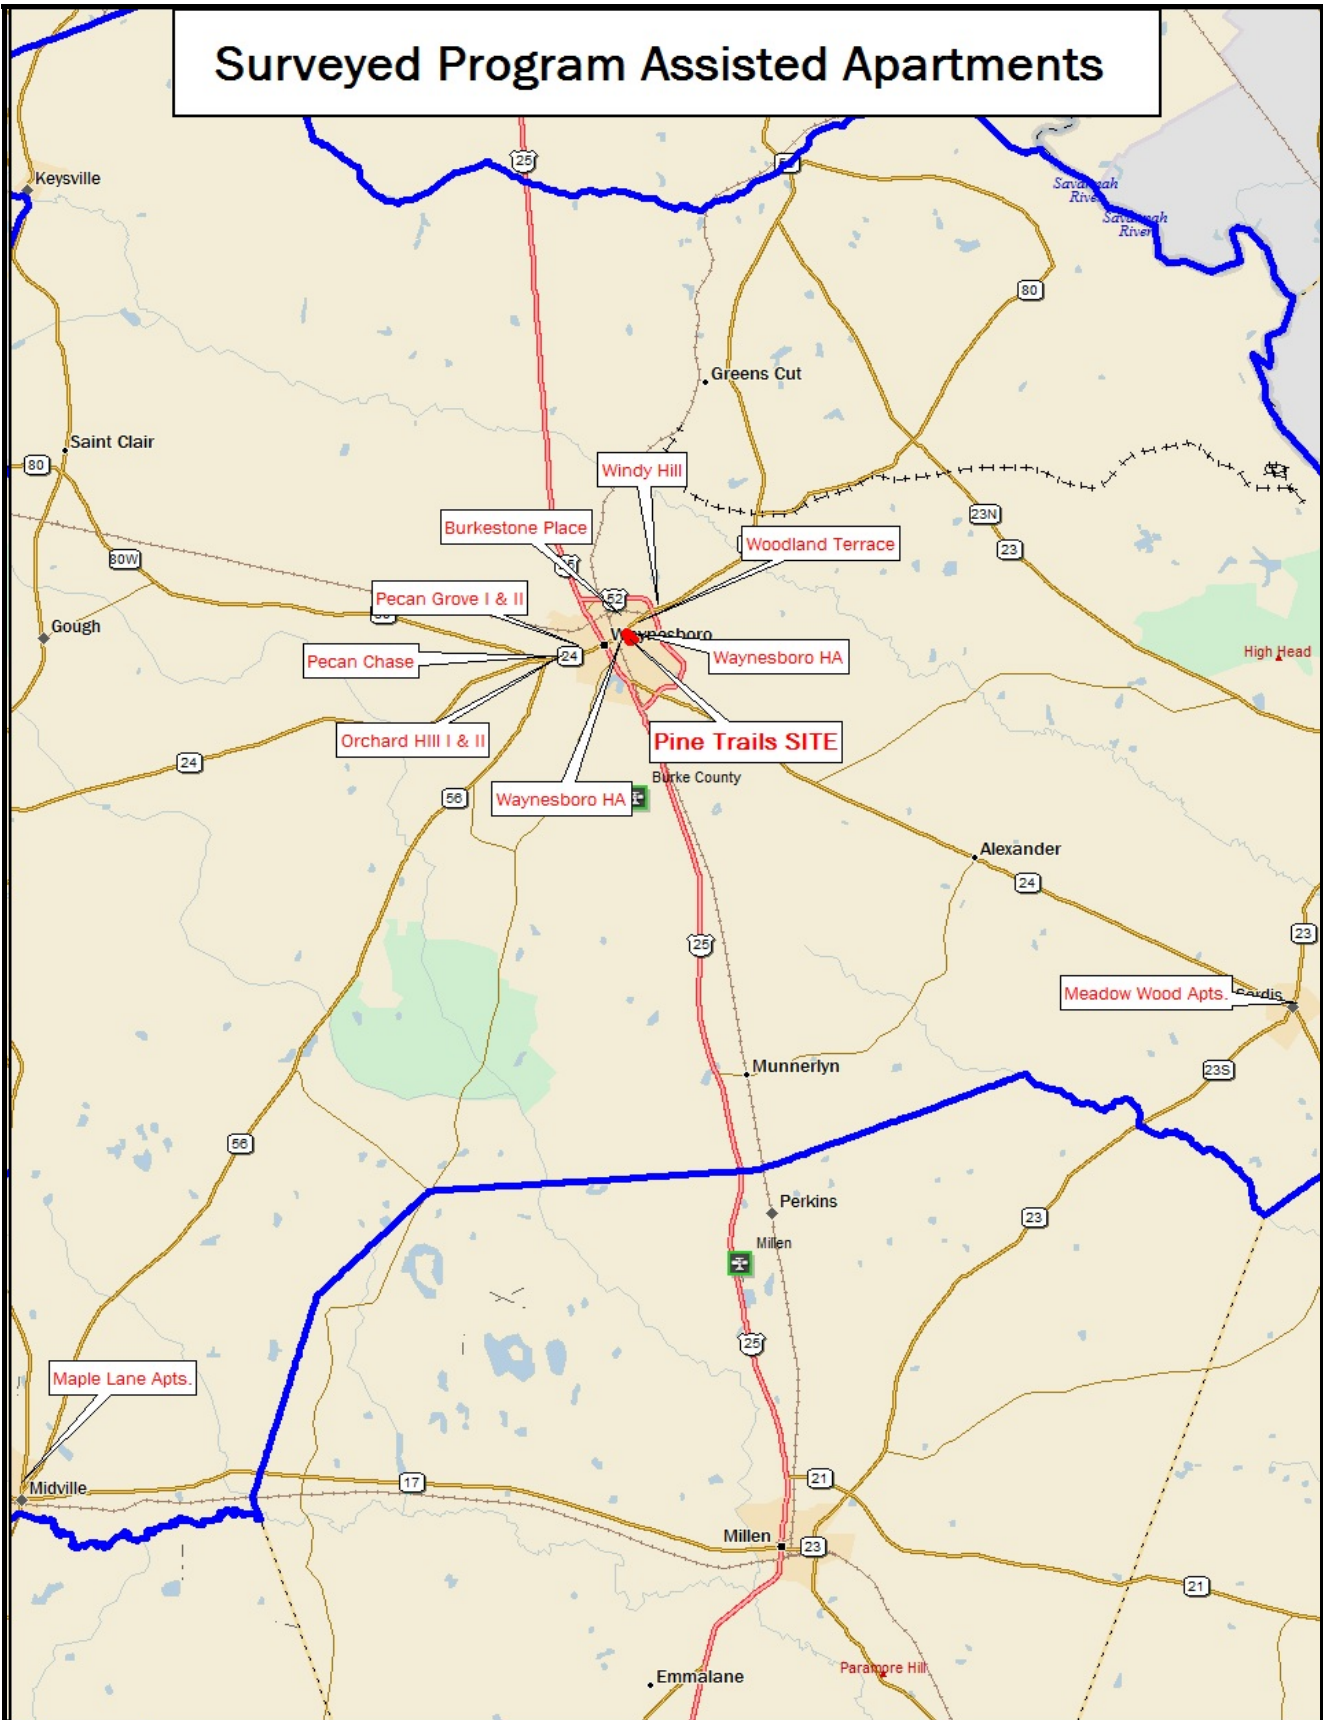 Surveyed Program Assisted Apartments
25
Keysville
Savannah
River
Savannah
River
80
Greens Cut
Saint Clair
80
Windy Hill
23N
Burkestone Place
Woodland Terrace
23
80W
Pecan Grove I & II
52
Gough
Waynesboro
24
Pecan Chase
Waynesboro HA
High Head
Orchard HIll I & II
Pine Trails SITE
24
Burke County
56
Waynesboro HA
Alexander
24
23
25
Meadow Wood Apts.
Sardis
Munnerlyn
23S
56
Perkins
23
Millen
25
Maple Lane Apts.
Midville
17
21
Millen
23
21
Paramore Hill
Emmalane